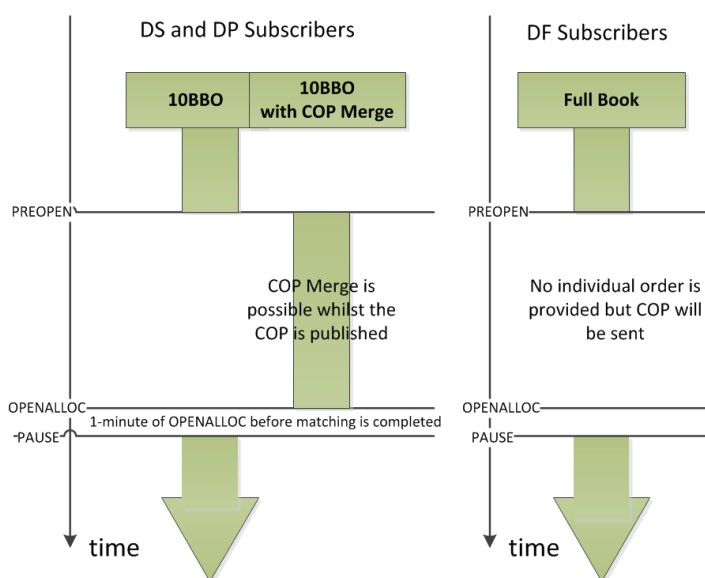 DS and DP Subscribers
10BBO
10BBO
with COP Merge
PREOPEN
COP Merge is
possible whilst the
COP is published
OPENALLOC
1-minute of OPENALLOC before matching is completed
PAUSE
time
DF Subscribers
Full Book
PREOPEN
No individual order is
provided but COP will
be sent
OPENALLOC
PAUSE
time